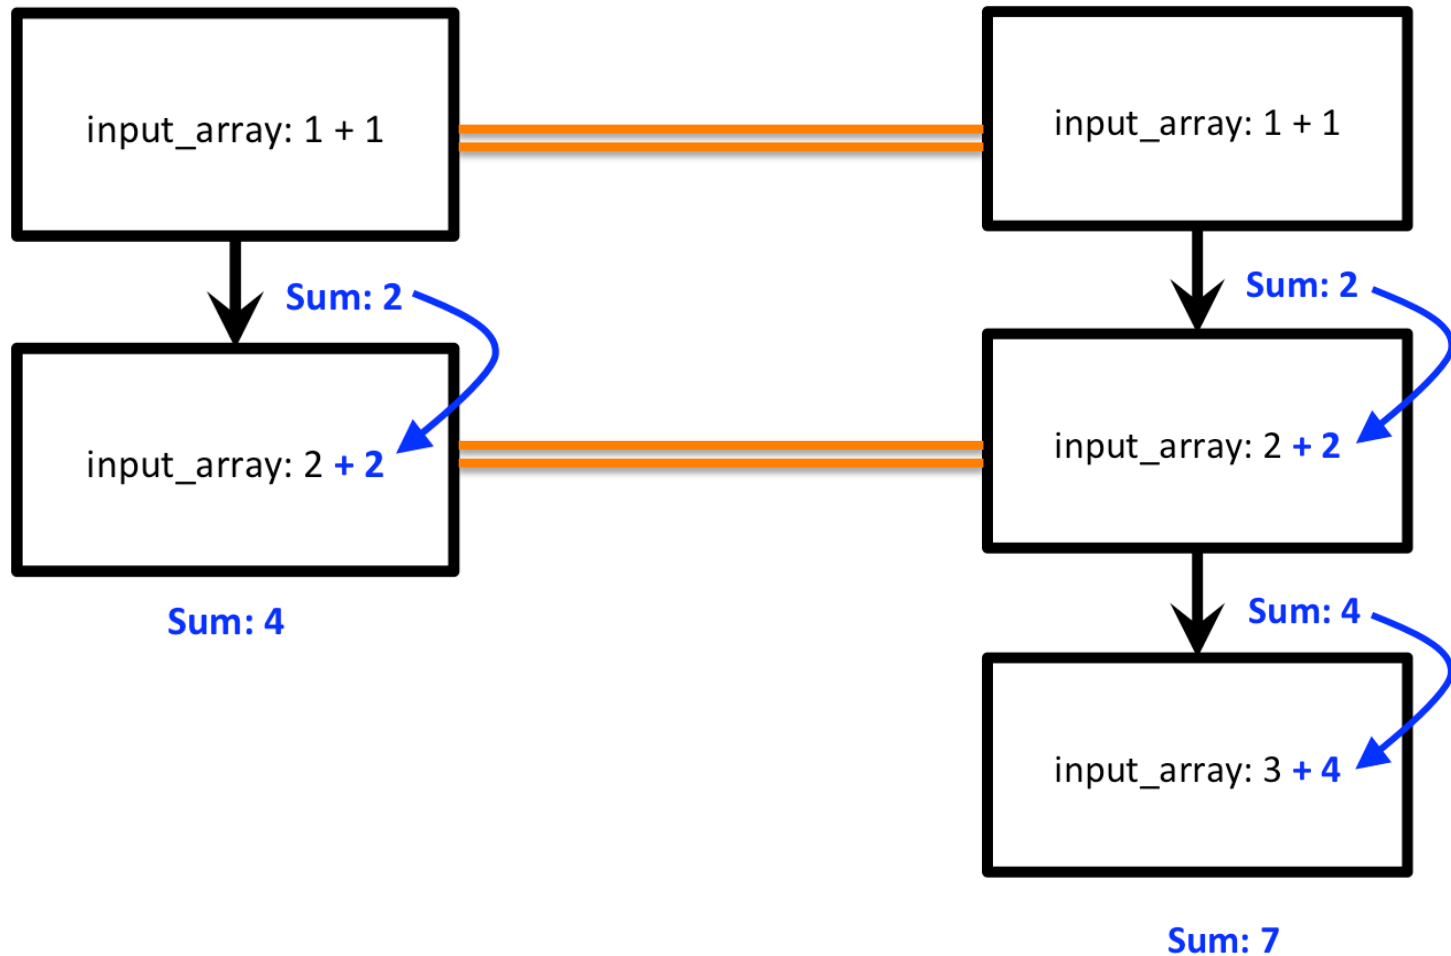 input_array: 1 + 1
Sum: 2
input_array: 2 + 2
Sum: 4
input_array: 1 + 1
Sum: 2
input_array: 2 + 2
Sum: 4
input_array: 3 + 4
Sum: 7